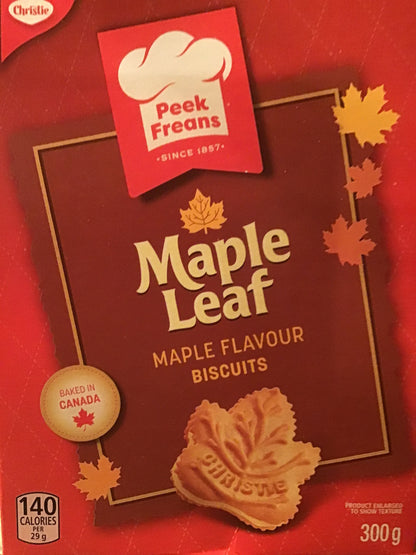 Christie
Peek
Freans
• SINCE 1857 •
Maple
Leaf
MAPLE FLAVOUR
BISCUITS
BAKED IN
CANADA
CHRISTIE
140
CALORIES
PER
29 g
PRODUCT ENLARGED
TO SHOW TEXTURE
300 g